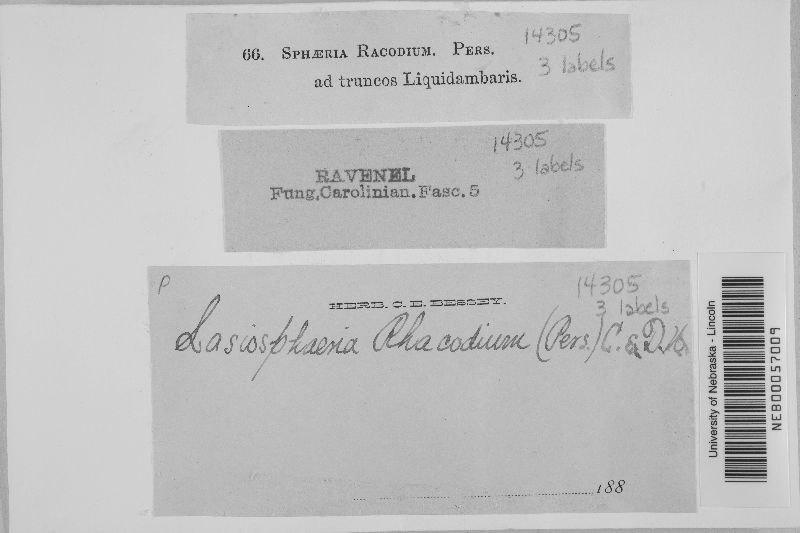 66. SPHÆRIA RACODIUM. PERS.
ad truncos Liquidambaris.
14305
3 labels
RAVENEL
Fung.Carolinian.Fasc.5
14305
3 labels
P
HERB. C. E. BESSEY.
14305
3 labels
Lasiosphaeria Rhacodium (Pers.) C. & D.N.
188
University of Nebraska - Lincoln
NEB00057009